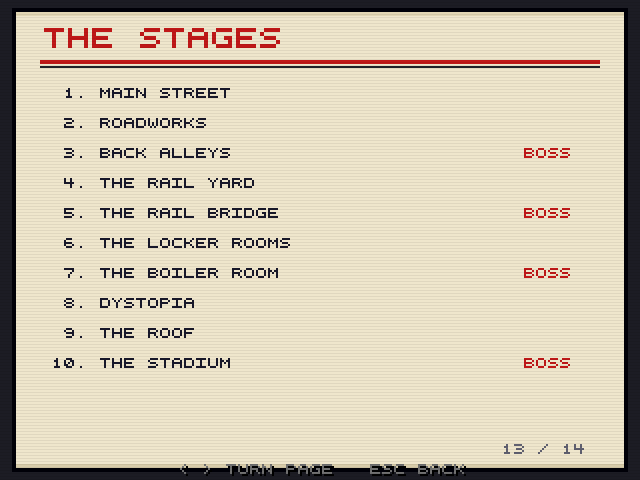 THE STAGES
1. MAIN STREET
2. ROADWORKS
3. BACK ALLEYS BOSS
4. THE RAIL YARD
5. THE RAIL BRIDGE BOSS
6. THE LOCKER ROOMS
7. THE BOILER ROOM BOSS
8. DYSTOPIA
9. THE ROOF
10. THE STADIUM BOSS
13 / 14
< > TURN PAGE ESC BACK